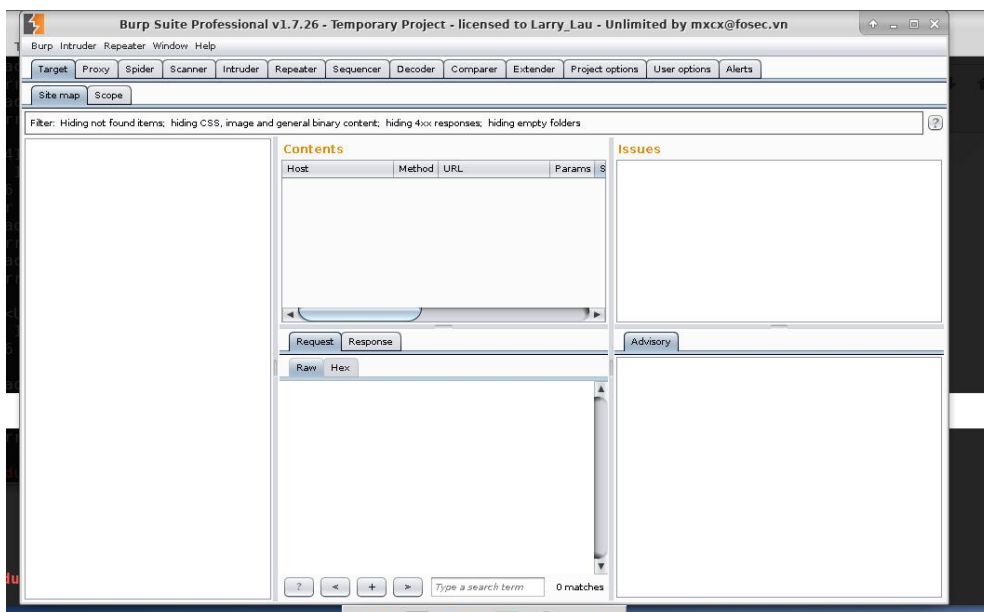 Burp Suite Professional v1.7.26 - Temporary Project - licensed to Larry_Lau - Unlimited by mxcx@fosec.vn
Burp Intruder Repeater Window Help
Target Proxy Spider Scanner Intruder Repeater Sequencer Decoder Comparer Extender Project options User options Alerts
Site map Scope
Filter: Hiding not found items; hiding CSS, image and general binary content; hiding 4xx responses; hiding empty folders ?
Contents
Host Method URL Params S
Issues
Request Response
Raw Hex
Advisory
? < + > Type a search term 0 matches